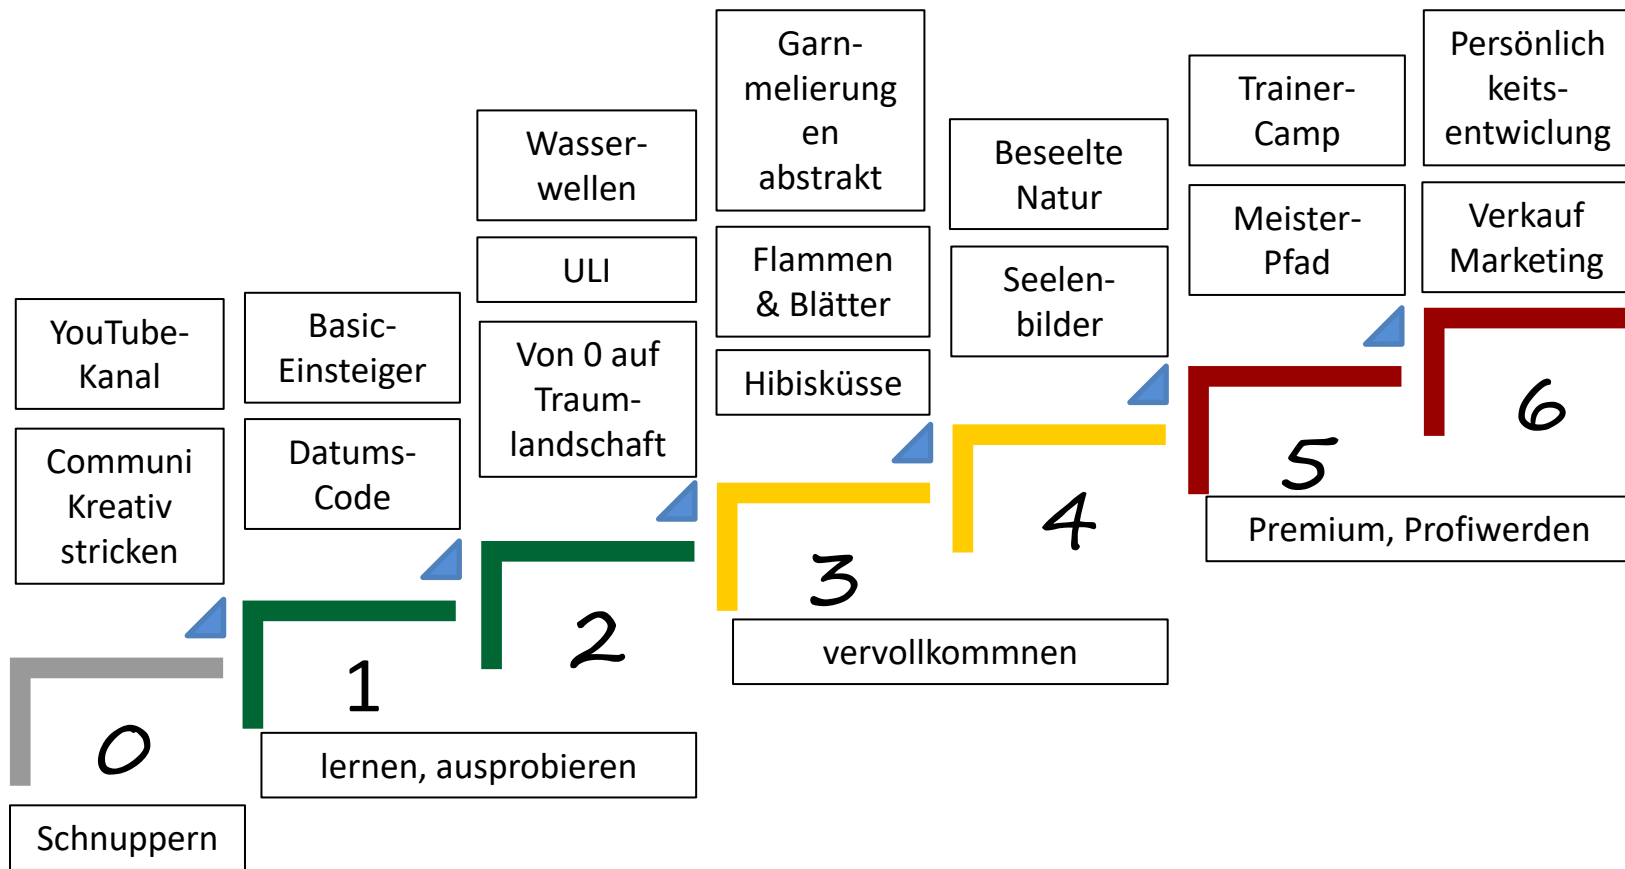 YouTube-
Kanal
Communi
Kreativ
stricken
0
Schnuppern
Basic-
Einsteiger
Datums-
Code
1
Wasser-
wellen
ULI
Von 0 auf
Traum-
landschaft
2
lernen, ausprobieren
Garn-
melierung
en
abstrakt
Flammen
& Blätter
Hibisküsse
3
Beseelte
Natur
Seelen-
bilder
4
vervollkommnen
Trainer-
Camp
Meister-
Pfad
5
Persönlich
keits-
entwiclung
Verkauf
Marketing
6
Premium, Profiwerden